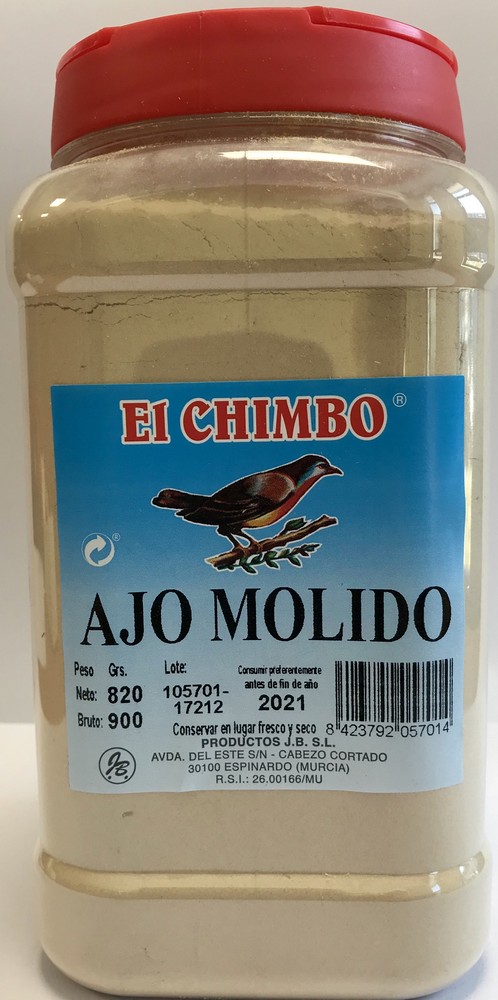 El CHIMBO ®
®
AJO MOLIDO
Peso Grs.
Neto: 820
Bruto: 900
Lote:
105701-
17212
Consumir preferentemente
antes de fin de año
2021
Conservar en lugar fresco y seco
8 423792 057014
PRODUCTOS J.B. S.L.
AVDA. DEL ESTE S/N - CABEZO CORTADO
30100 ESPINARDO (MURCIA)
R.S.I.: 26.00166/MU
JB.